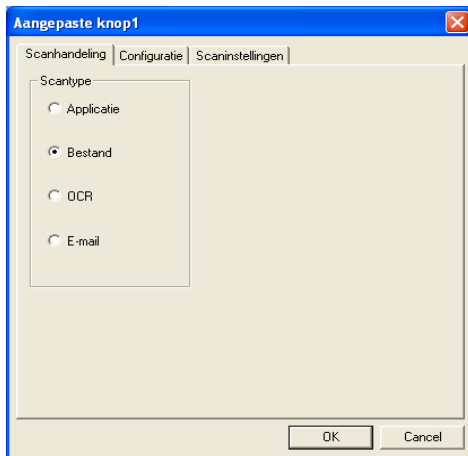 Aangepaste knop1
Scanhandeling Configuratie Scaninstellingen
Scantype
Applicatie
Bestand
OCR
E-mail
OK Cancel